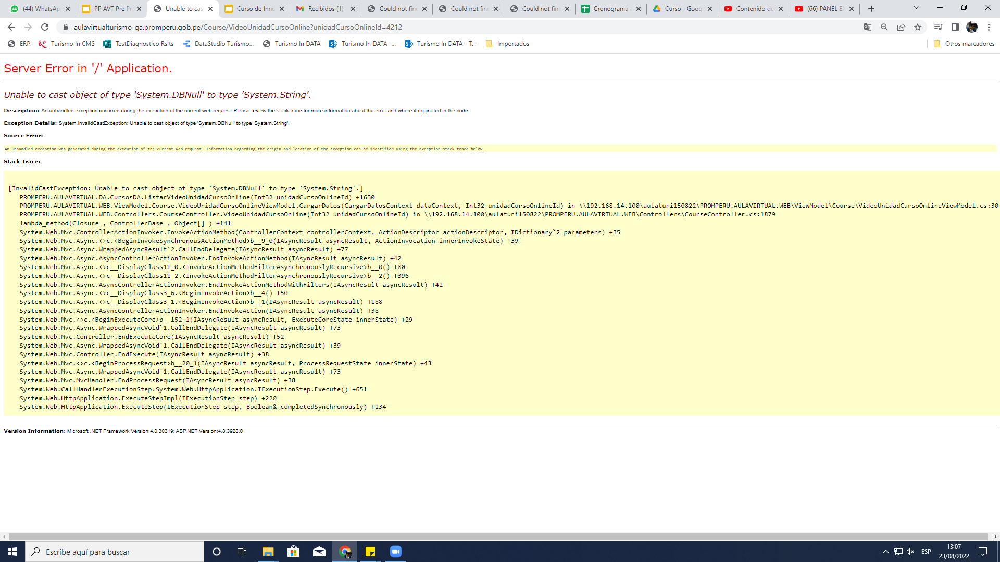 (44) WhatsAp
PP AVT Pre Pr
Unable to cas
Curso de Inno
Recibidos (1)
Could not find
Could not find
Could not find
Cronograma a
Curso - Goog
Contenido de
(66) PANEL EX
aulavirtualturismo-qa.promperu.gob.pe/Course/VideoUnidadCursoOnline?unidadCursoOnlineId=4212
ERP
Turismo In CMS
TestDiagnostico Rslts
DataStudio Turismo...
Turismo In DATA
Turismo In DATA -...
Turismo In DATA - T...
Importados
Otros marcadores
Server Error in '/' Application.
Unable to cast object of type 'System.DBNull' to type 'System.String'.
Description: An unhandled exception occurred during the execution of the current web request. Please review the stack trace for more information about the error and where it originated in the code.
Exception Details: System.InvalidCastException: Unable to cast object of type 'System.DBNull' to type 'System.String'.
Source Error:
An unhandled exception was generated during the execution of the current web request. Information regarding the origin and location of the exception can be identified using the exception stack trace below.
Stack Trace:
[InvalidCastException: Unable to cast object of type 'System.DBNull' to type 'System.String'.]
PROMPERU.AULAVIRTUAL.DA.CursosDA.ListarVideoUnidadCursoOnline(Int32 unidadCursoOnlineId) +1630
PROMPERU.AULAVIRTUAL.WEB.ViewModel.Course.VideoUnidadCursoOnlineViewModel.CargarDatos(CargarDatosContext dataContext, Int32 unidadCursoOnlineId) in \\192.168.14.100\aulaturi150822\PROMPERU.AULAVIRTUAL.WEB\ViewModel\Course\VideoUnidadCursoOnlineViewModel.cs:30
PROMPERU.AULAVIRTUAL.WEB.Controllers.CourseController.VideoUnidadCursoOnline(Int32 unidadCursoOnlineId) in \\192.168.14.100\aulaturi150822\PROMPERU.AULAVIRTUAL.WEB\Controllers\CourseController.cs:1879
lambda_method(Closure , ControllerBase , Object[] ) +141
System.Web.Mvc.ControllerActionInvoker.InvokeActionMethod(ControllerContext controllerContext, ActionDescriptor actionDescriptor, IDictionary`2 parameters) +35
System.Web.Mvc.Async.<>c.<BeginInvokeSynchronousActionMethod>b__9_0(IAsyncResult asyncResult, ActionInvocation innerInvokeState) +39
System.Web.Mvc.Async.WrappedAsyncResult`2.CallEndDelegate(IAsyncResult asyncResult) +77
System.Web.Mvc.Async.AsyncControllerActionInvoker.EndInvokeActionMethod(IAsyncResult asyncResult) +42
System.Web.Mvc.Async.<>c__DisplayClass11_0.<InvokeActionMethodFilterAsynchronouslyRecursive>b__0() +80
System.Web.Mvc.Async.<>c__DisplayClass11_2.<InvokeActionMethodFilterAsynchronouslyRecursive>b__2() +396
System.Web.Mvc.Async.AsyncControllerActionInvoker.EndInvokeActionMethodWithFilters(IAsyncResult asyncResult) +42
System.Web.Mvc.Async.<>c__DisplayClass3_6.<BeginInvokeAction>b__4() +50
System.Web.Mvc.Async.<>c__DisplayClass3_1.<BeginInvokeAction>b__1(IAsyncResult asyncResult) +188
System.Web.Mvc.Async.AsyncControllerActionInvoker.EndInvokeAction(IAsyncResult asyncResult) +38
System.Web.Mvc.<>c.<BeginExecuteCore>b__152_1(IAsyncResult asyncResult, ExecuteCoreState innerState) +29
System.Web.Mvc.Async.WrappedAsyncVoid`1.CallEndDelegate(IAsyncResult asyncResult) +73
System.Web.Mvc.Controller.EndExecuteCore(IAsyncResult asyncResult) +52
System.Web.Mvc.Async.WrappedAsyncVoid`1.CallEndDelegate(IAsyncResult asyncResult) +39
System.Web.Mvc.Controller.EndExecute(IAsyncResult asyncResult) +38
System.Web.Mvc.<>c.<BeginProcessRequest>b__20_1(IAsyncResult asyncResult, ProcessRequestState innerState) +43
System.Web.Mvc.Async.WrappedAsyncVoid`1.CallEndDelegate(IAsyncResult asyncResult) +73
System.Web.Mvc.MvcHandler.EndProcessRequest(IAsyncResult asyncResult) +38
System.Web.CallHandlerExecutionStep.System.Web.HttpApplication.IExecutionStep.Execute() +651
System.Web.HttpApplication.ExecuteStepImpl(IExecutionStep step) +220
System.Web.HttpApplication.ExecuteStep(IExecutionStep step, Boolean& completedSynchronously) +134
Version Information: Microsoft .NET Framework Version:4.0.30319; ASP.NET Version:4.8.3928.0
Escribe aquí para buscar
ESP
13:07
23/08/2022